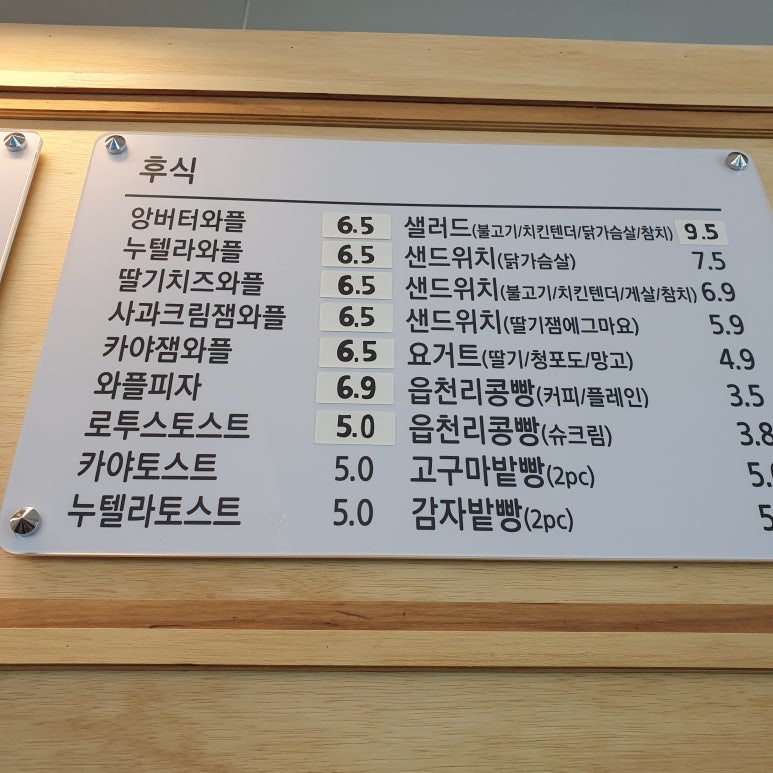 후식
앙버터와플 6.5
누텔라와플 6.5
딸기치즈와플 6.5
사과크림잼와플 6.5
카야잼와플 6.5
와플피자 6.9
로투스토스트 5.0
카야토스트 5.0
누텔라토스트 5.0
샐러드(불고기/치킨텐더/닭가슴살/참치) 9.5
샌드위치(닭가슴살) 7.5
샌드위치(불고기/치킨텐더/게살/참치) 6.9
샌드위치(딸기잼에그마요) 5.9
요거트(딸기/청포도/망고) 4.9
읍천리콩빵(커피/플레인) 3.5
읍천리콩빵(슈크림) 3.8
고구마밭빵(2pc)
감자밭빵(2pc)